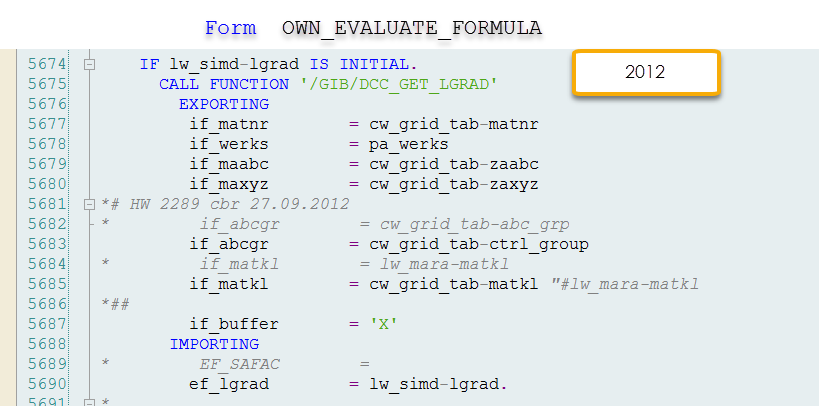 Form OWN_EVALUATE_FORMULA
2012
5674 IF lw_simd-lgrad IS INITIAL.
5675 CALL FUNCTION '/GIB/DCC_GET_LGRAD'
5676 EXPORTING
5677 if_matnr = cw_grid_tab-matnr
5678 if_werks = pa_werks
5679 if_maabc = cw_grid_tab-zaabc
5680 if_maxyz = cw_grid_tab-zaxyz
5681 *# HW 2289 cbr 27.09.2012
5682 * if_abcgr = cw_grid_tab-abc_grp
5683 if_abcgr = cw_grid_tab-ctrl_group
5684 * if_matkl = lw_mara-matkl
5685 if_matkl = cw_grid_tab-matkl "#lw_mara-matkl
5686 *##
5687 if_buffer = 'X'
5688 IMPORTING
5689 * EF_SAFAC =
5690 ef_lgrad = lw_simd-lgrad.
5691 *